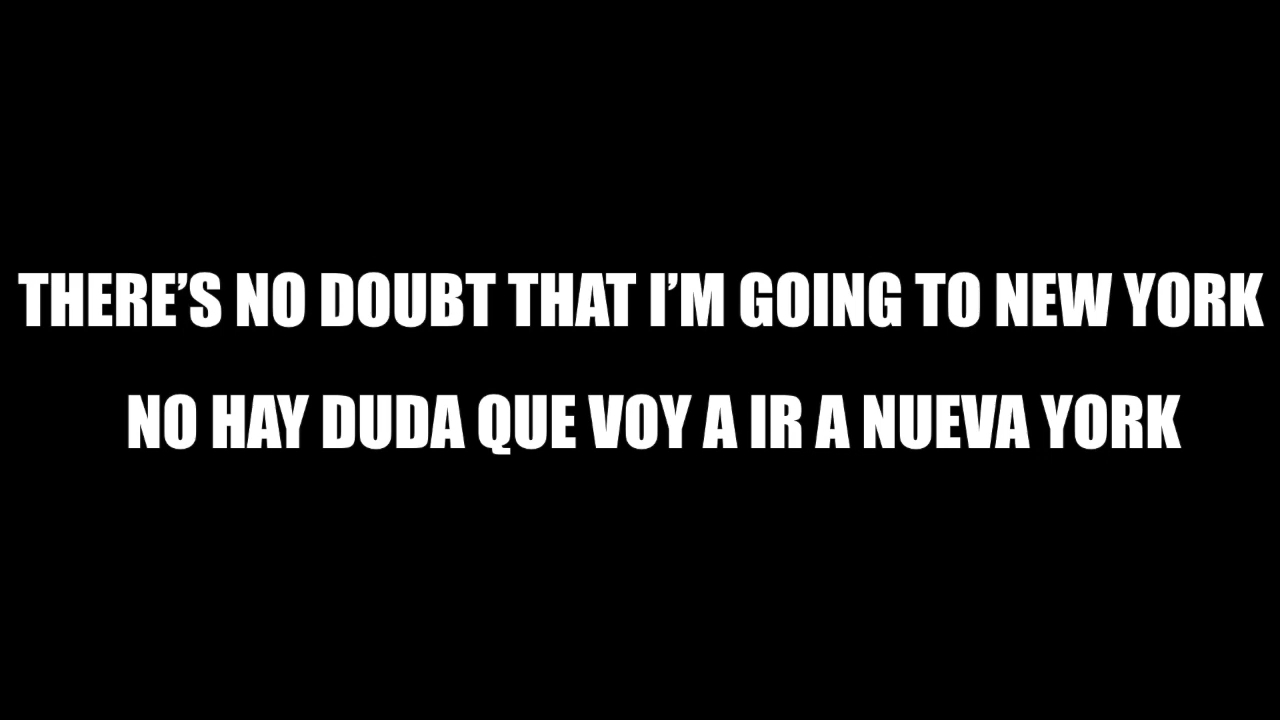 THERE’S NO DOUBT THAT I’M GOING TO NEW YORK
NO HAY DUDA QUE VOY A IR A NUEVA YORK